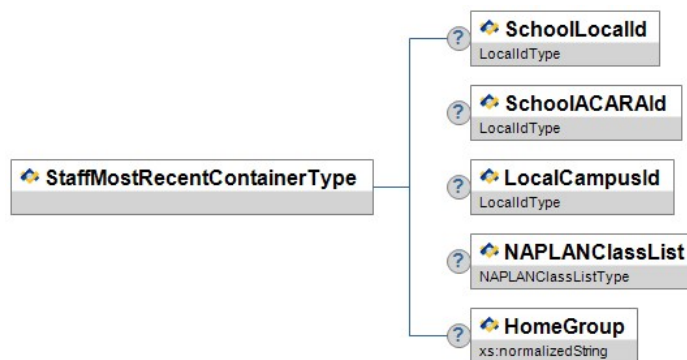 ?
SchoolLocalId
LocalIdType
?
SchoolACARAId
LocalIdType
StaffMostRecentContainerType
?
LocalCampusId
LocalIdType
?
NAPLANClassList
NAPLANClassListType
?
HomeGroup
xs:normalizedString